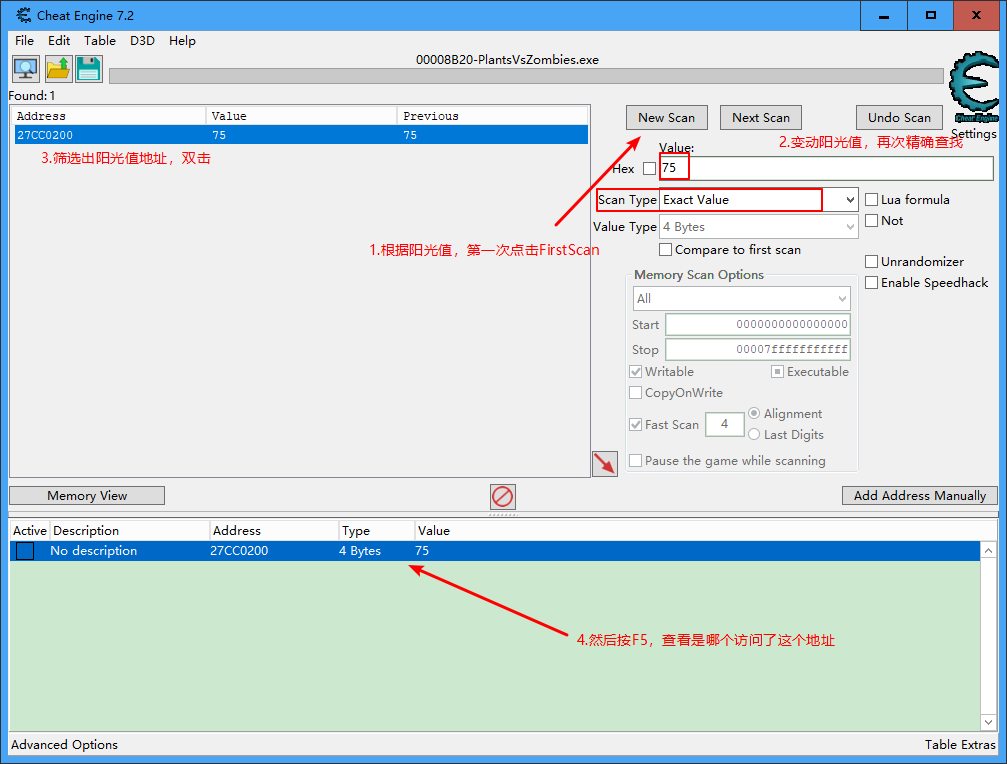 Cheat Engine 7.2
File Edit Table D3D Help
00008B20-PlantsVsZombies.exe
Found: 1
Address Value Previous
27CC0200 75 75
3.筛选出阳光值地址，双击
New Scan Next Scan Undo Scan
Cheat Engine
Settings
2.变动阳光值，再次精确查找
Value:
Hex 75
Scan Type Exact Value
Lua formula
Value Type 4 Bytes
Not
1.根据阳光值，第一次点击FirstScan
Compare to first scan
Unrandomizer
Enable Speedhack
Memory Scan Options
All
Start 0000000000000000
Stop 00007fffffffffff
Writable Executable
CopyOnWrite
Fast Scan 4 Alignment
Last Digits
Pause the game while scanning
Memory View
Add Address Manually
Active Description Address Type Value
No description 27CC0200 4 Bytes 75
4.然后按F5，查看是哪个访问了这个地址
Advanced Options Table Extras